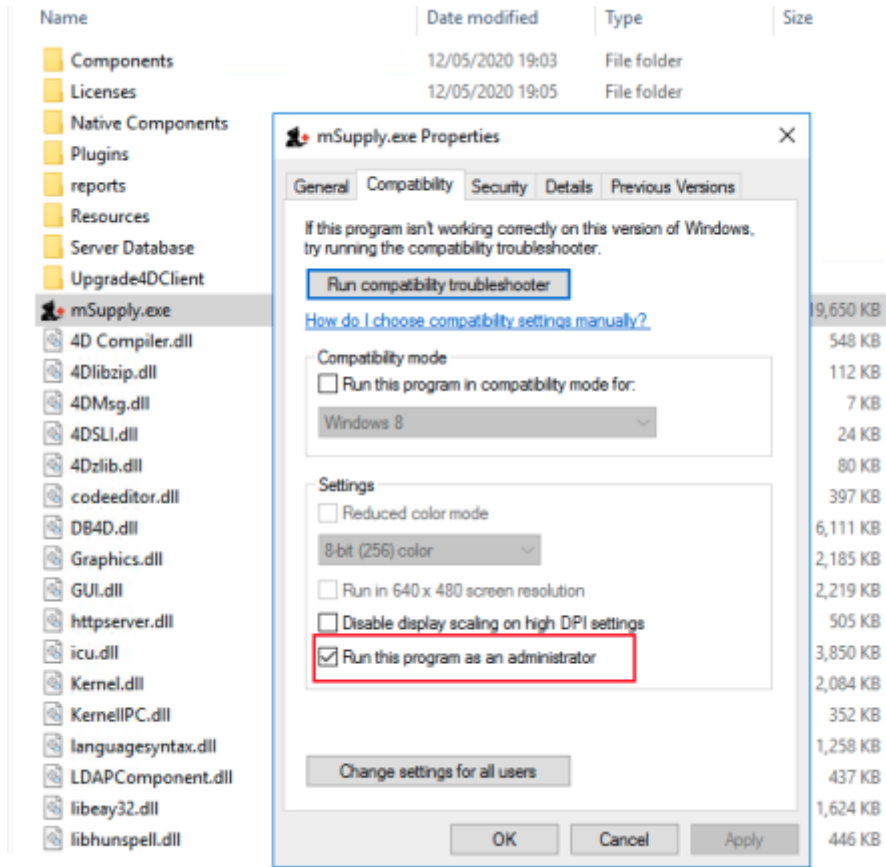 Name Date modified Type Size
Components 12/05/2020 19:03 File folder
Licenses 12/05/2020 19:05 File folder
Native Components
Plugins
reports
Resources
Server Database
Upgrade4DClient
mSupply.exe 19,650 KB
4D Compiler.dll 548 KB
4Dlibzip.dll 112 KB
4DMsg.dll 7 KB
4DSLI.dll 24 KB
4Dzlib.dll 80 KB
codeeditor.dll 397 KB
DB4D.dll 6,111 KB
Graphics.dll 2,185 KB
GUI.dll 2,219 KB
httpserver.dll 505 KB
icu.dll 3,850 KB
Kernel.dll 2,084 KB
KernelIPC.dll 352 KB
languagesyntax.dll 1,258 KB
LDAPComponent.dll 437 KB
libeay32.dll 1,624 KB
libhunspell.dll 446 KB
mSupply.exe Properties
General Compatibility Security Details Previous Versions
If this program isn't working correctly on this version of Windows,
try running the compatibility troubleshooter.
Run compatibility troubleshooter
How do I choose compatibility settings manually?
Compatibility mode
Run this program in compatibility mode for:
Windows 8
Settings
Reduced color mode
8-bit (256) color
Run in 640 x 480 screen resolution
Disable display scaling on high DPI settings
Run this program as an administrator
Change settings for all users
OK Cancel Apply